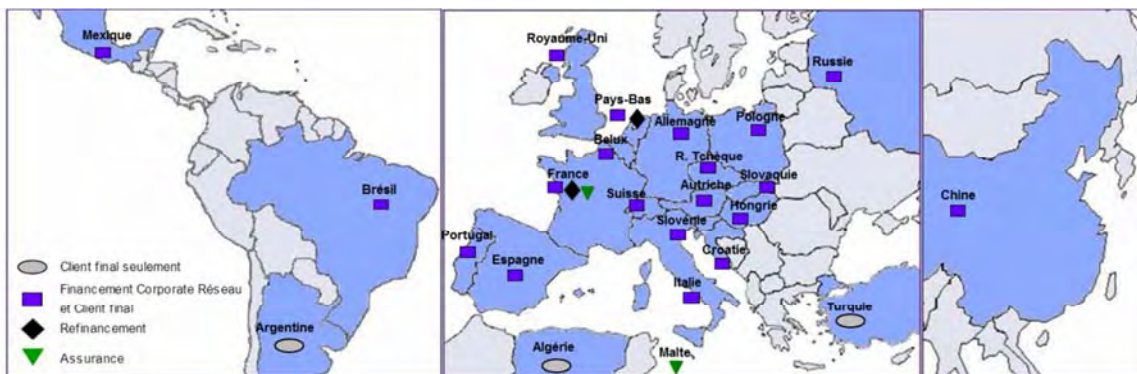 Mexique
Brésil
Argentine
Client final seulement
Financement Corporate Réseau
et Client final
Refinancement
Assurance
Royaume-Uni
Russie
Pays-Bas
Allemagne
Pologne
Belux
R. Tchèque
France
Suisse
Autriche
Slovaquie
Hongrie
Slovénie
Portugal
Espagne
Croatie
Italie
Turquie
Algérie
Malte
Chine